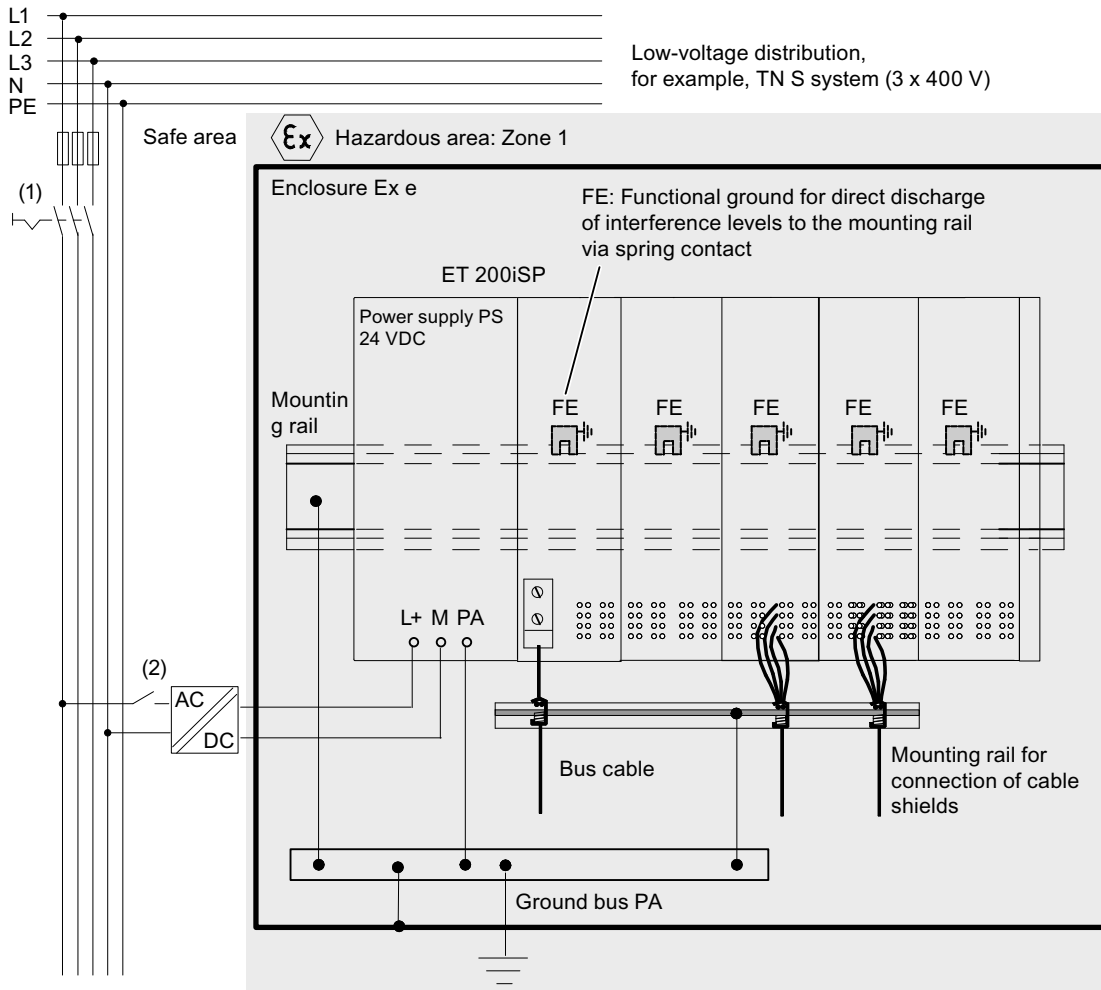 L1
L2
L3
N
PE
Low-voltage distribution,
for example, TN S system (3 x 400 V)
Safe area
Ex
Hazardous area: Zone 1
(1)
Enclosure Ex e
FE: Functional ground for direct discharge
of interference levels to the mounting rail
via spring contact
ET 200iSP
Power supply PS
24 VDC
Mountin
g rail
FE
FE
FE
FE
FE
L+ M PA
(2)
AC
DC
Bus cable
Mounting rail for
connection of cable
shields
Ground bus PA